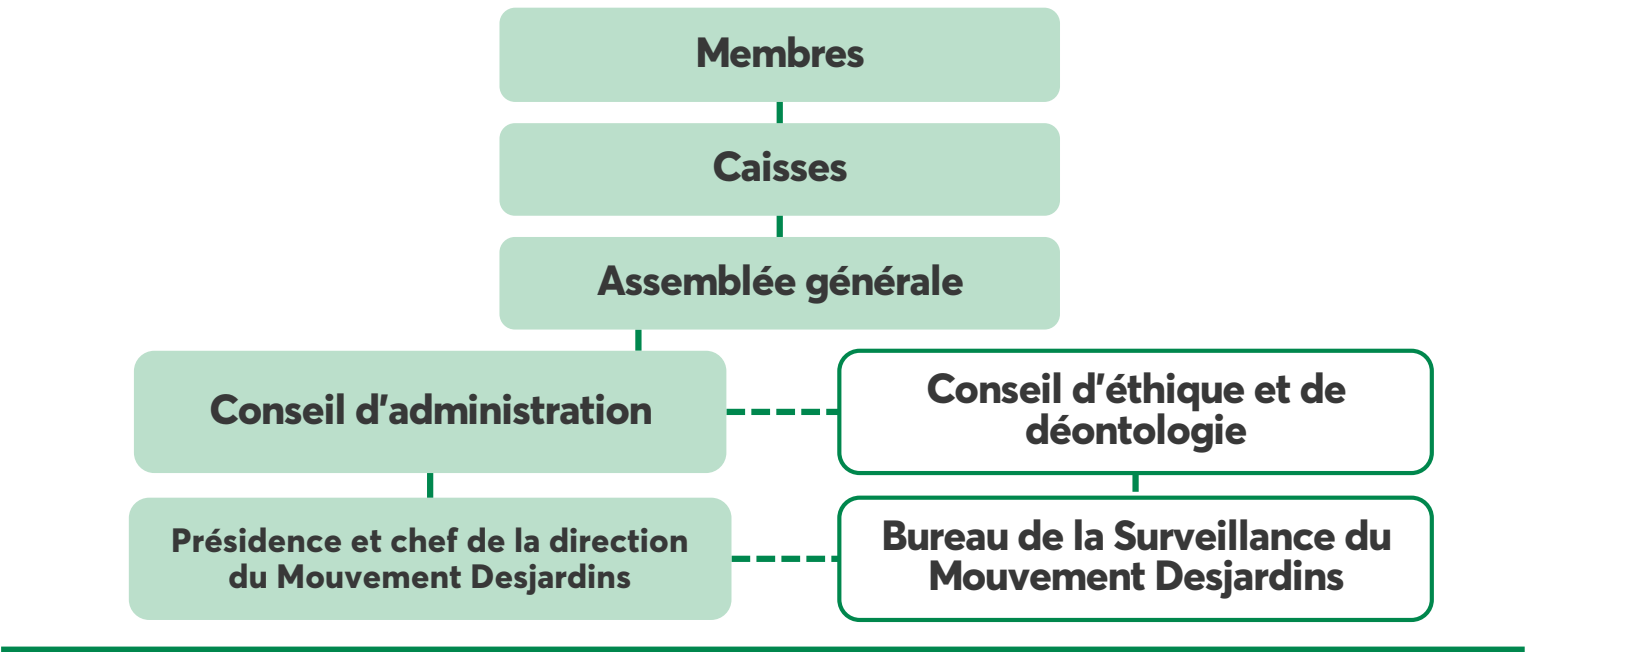 Membres
Caisses
Assemblée générale
Conseil d’administration
Conseil d’éthique et de
déontologie
Présidence et chef de la direction
du Mouvement Desjardins
Bureau de la Surveillance du
Mouvement Desjardins